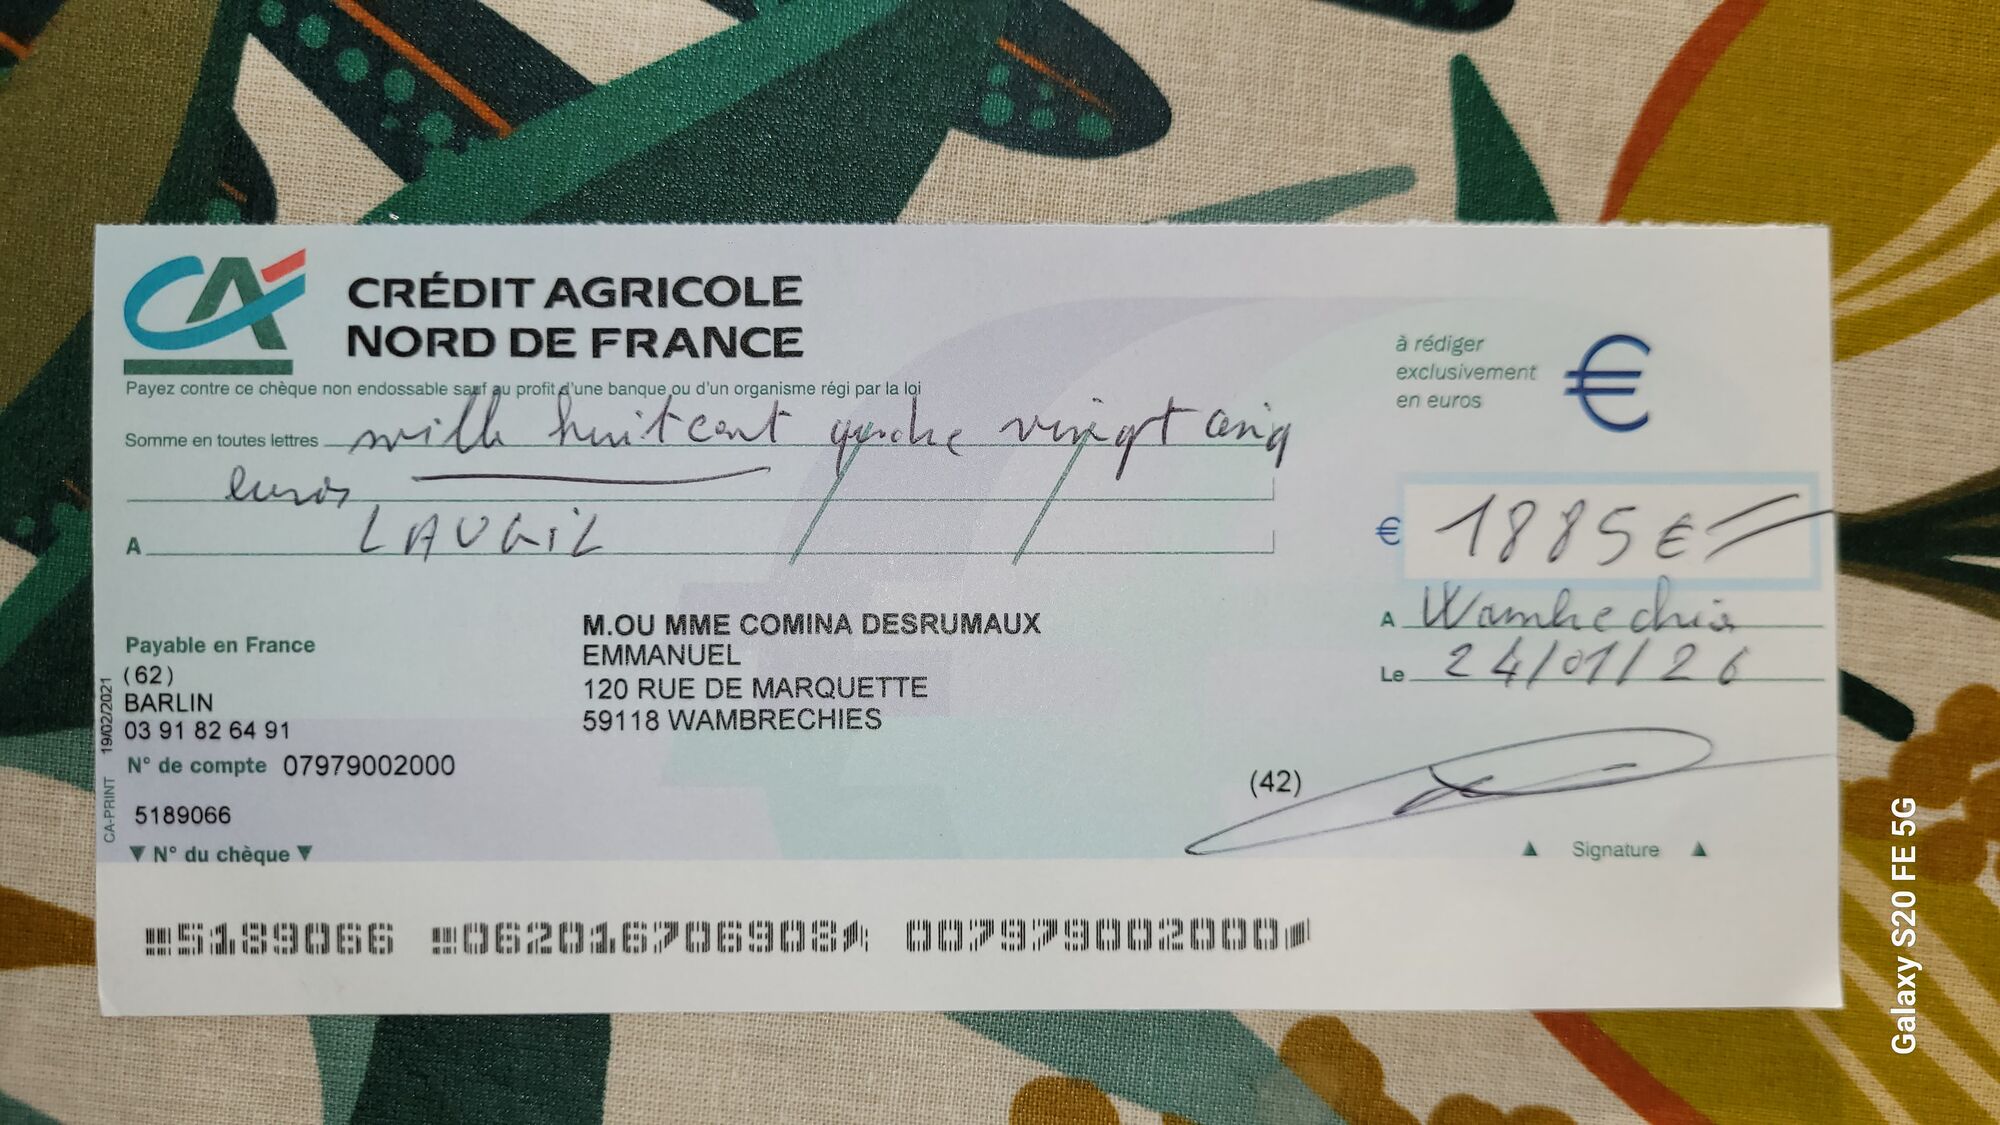 CRÉDIT AGRICOLE
NORD DE FRANCE
Payez contre ce chèque non endossable sauf au profit d'une banque ou d'un organisme régi par la loi
à rédiger
exclusivement
en euros
€
Somme en toutes lettres mille huit cent quatre vingt cinq
euros
A LAUGIL
€ 1885 €
A Wambrechies
Le 24/01/26
Payable en France
(62)
BARLIN
03 91 82 64 91
N° de compte 07979002000
5189066
▼ N° du chèque ▼
CA-PRINT 19/02/2021
M.OU MME COMINA DESRUMAUX
EMMANUEL
120 RUE DE MARQUETTE
59118 WAMBRECHIES
(42)
▲ Signature ▲
5189066 062016706908 007979002000
Galaxy S20 FE 5G